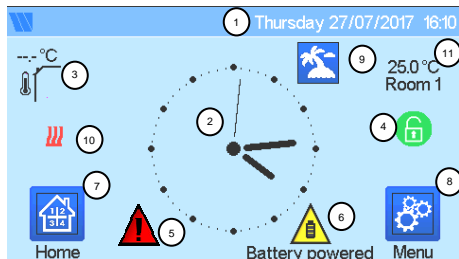 1 Thursday 27/07/2017 16:10
--.- °C
3
9
11
25.0 °C
Room 1
2
4
10
7
8
1 2
3 4
5
6
Home
Battery powered
Menu